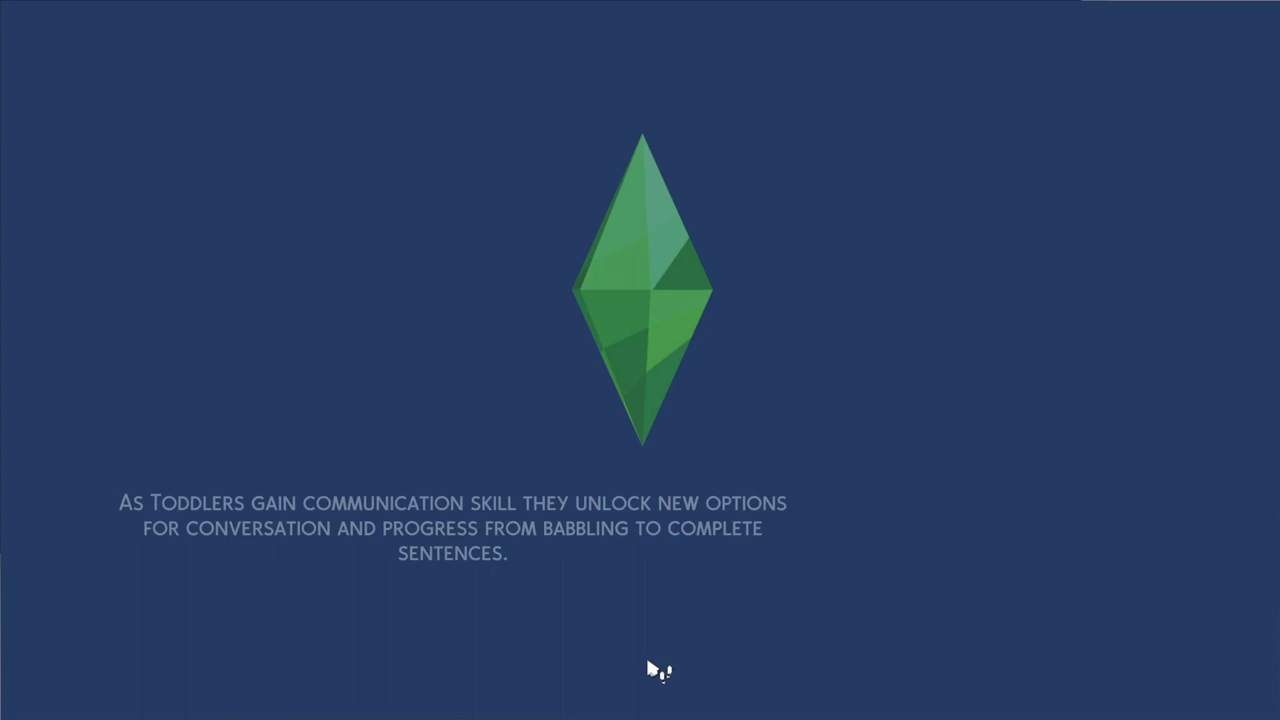 As Toddlers gain communication skill they unlock new options
for conversation and progress from babbling to complete
sentences.